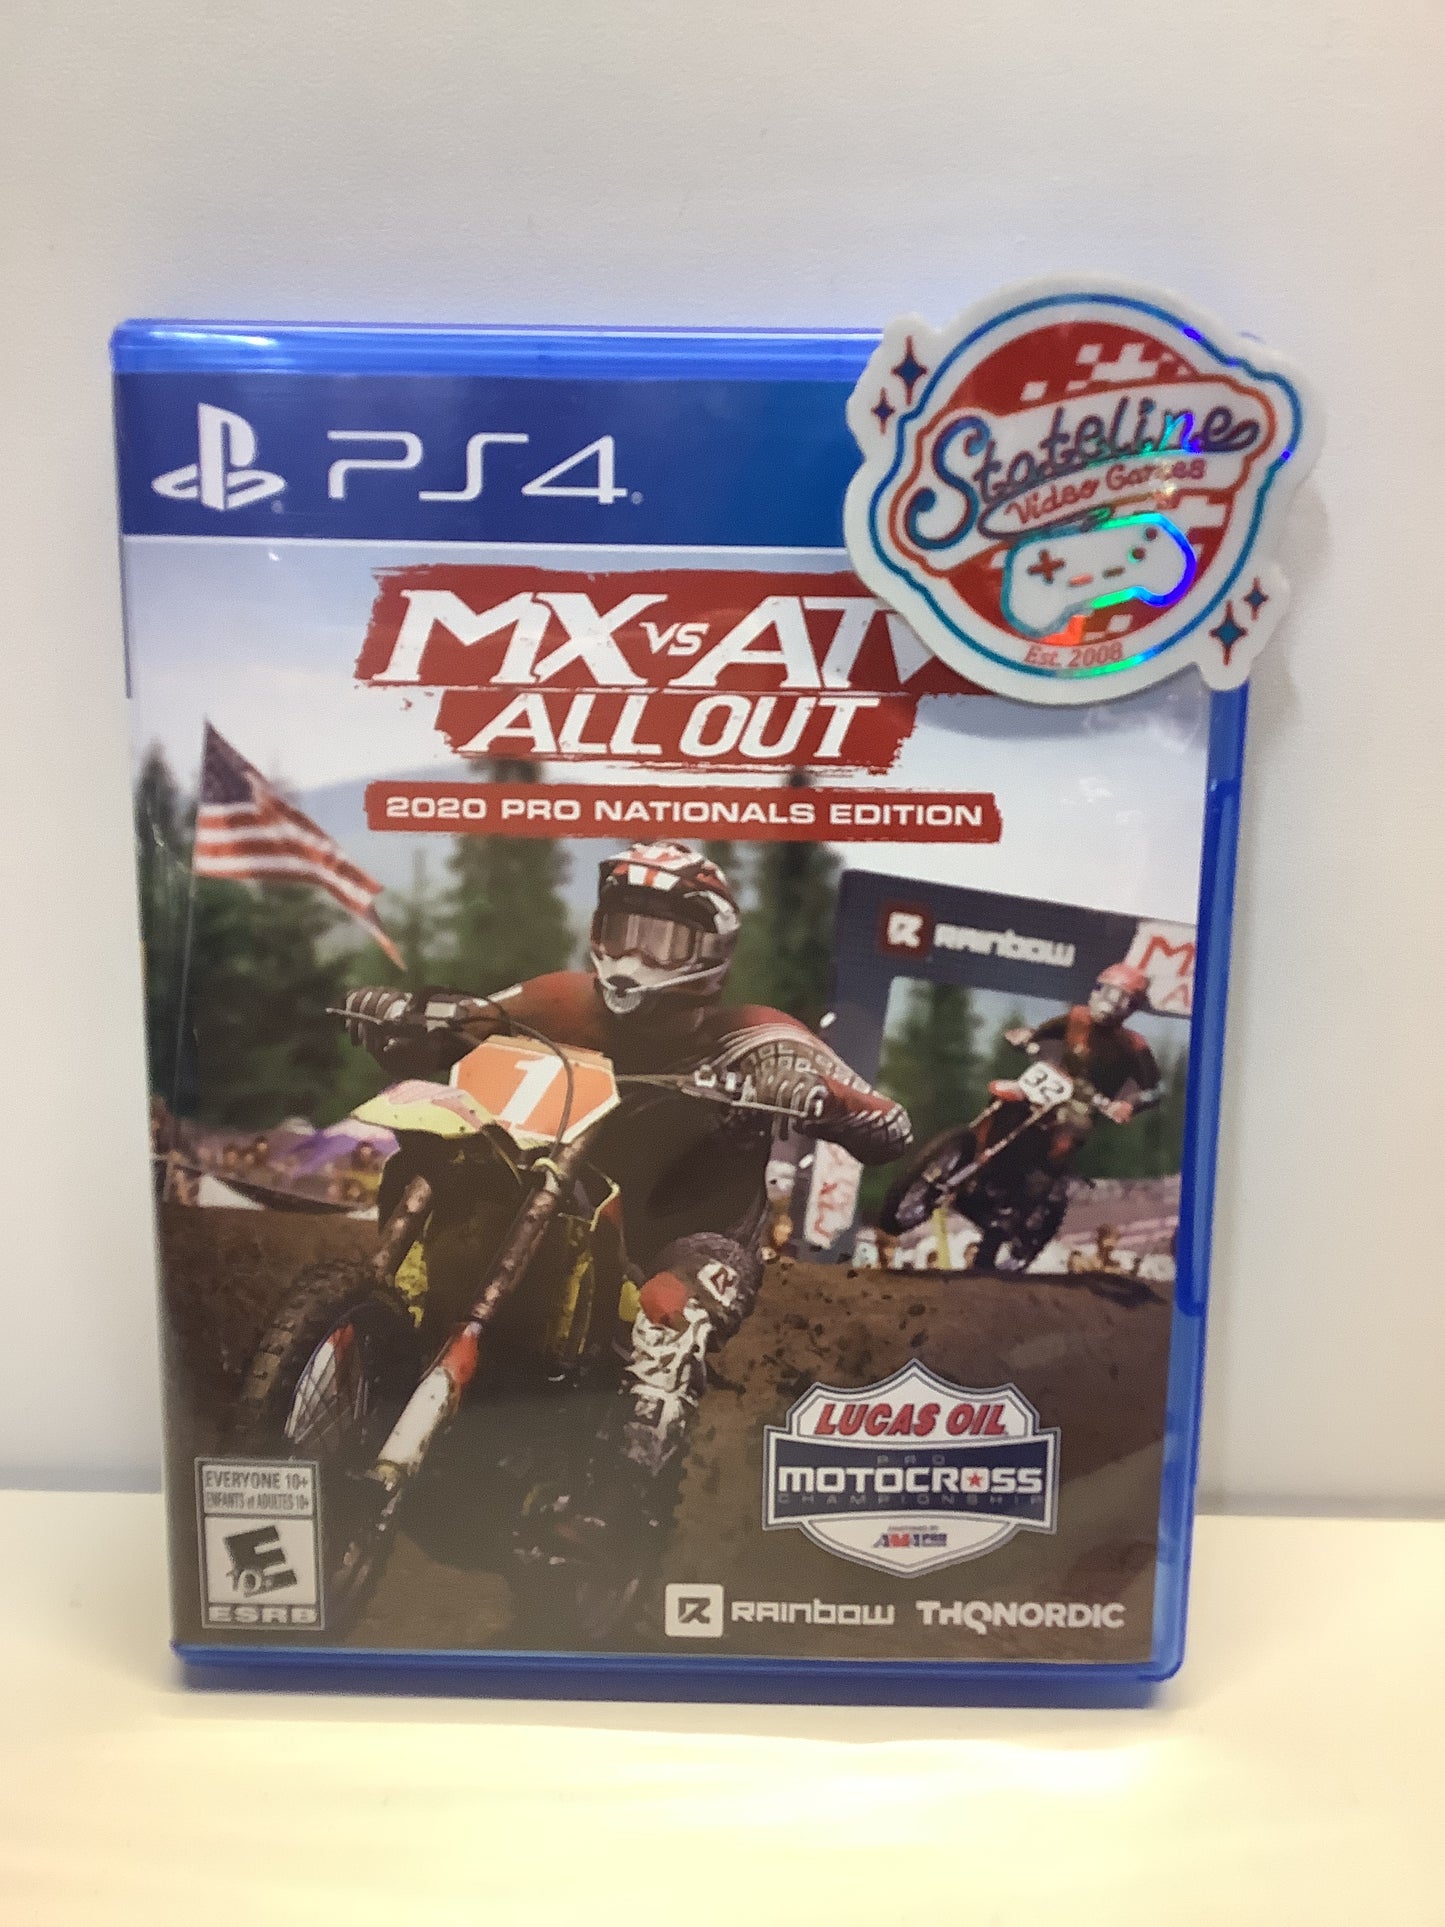 PS4
Stateline
Video Games
Est. 2008
MX vs ATV
ALL OUT
2020 PRO NATIONALS EDITION
RAINBOW
1
32
LUCAS OIL
PRO
MOTOCROSS
CHAMPIONSHIP
EVERYONE 10+
ENFANTS et ADULTES 10+
E
10+
ESRB
RAINBOW THQNORDIC